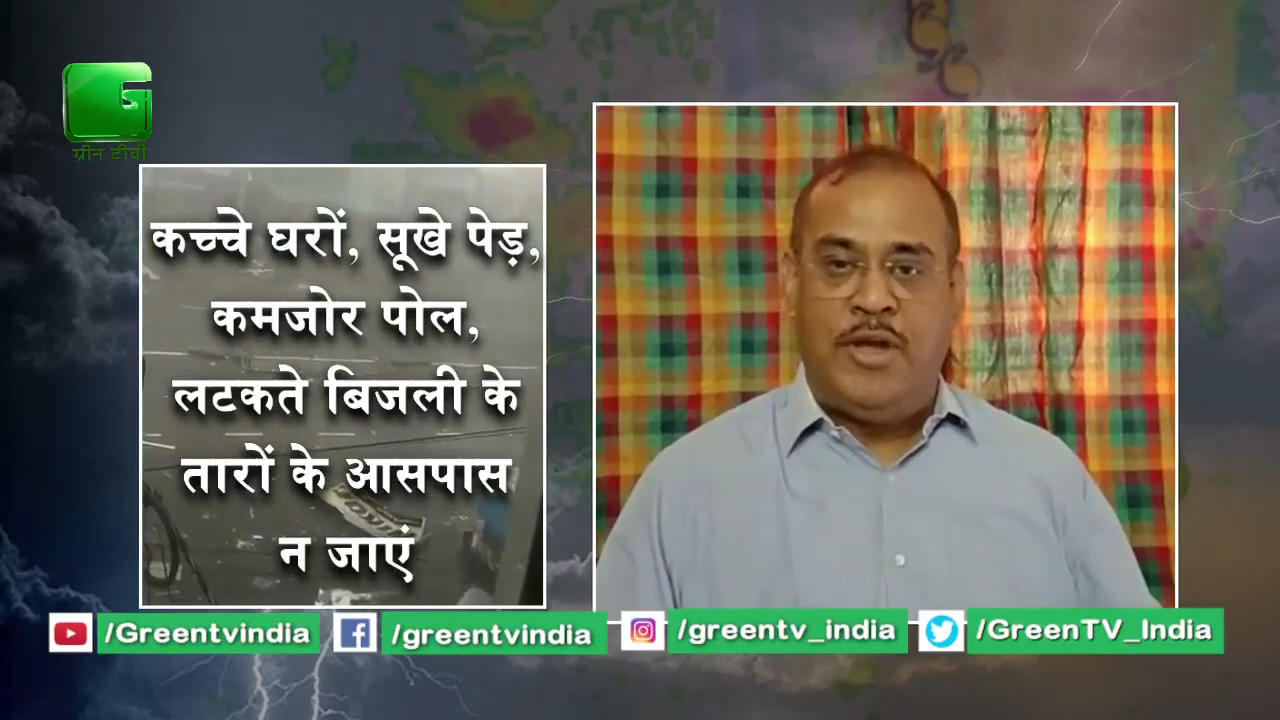 ग्रीन टीवी
कच्चे घरों, सूखे पेड़,
कमजोर पोल,
लटकते बिजली के
तारों के आसपास
न जाएं
/Greentvindia
/greentvindia
/greentv_india
/GreenTV_India